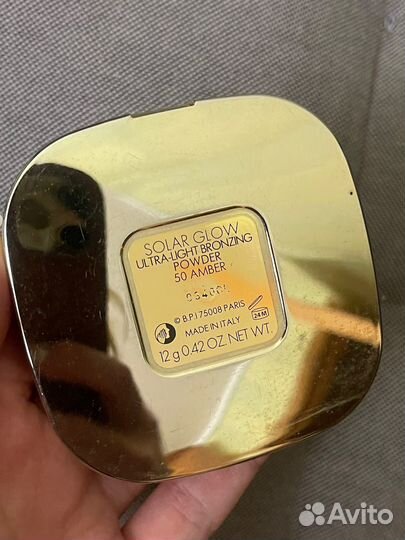 SOLAR GLOW
ULTRA-LIGHT BRONZING
POWDER
50 AMBER
© B.P.I 75008 PARIS
MADE IN ITALY
24M
12 g 0.42 OZ. NET WT.
Avito